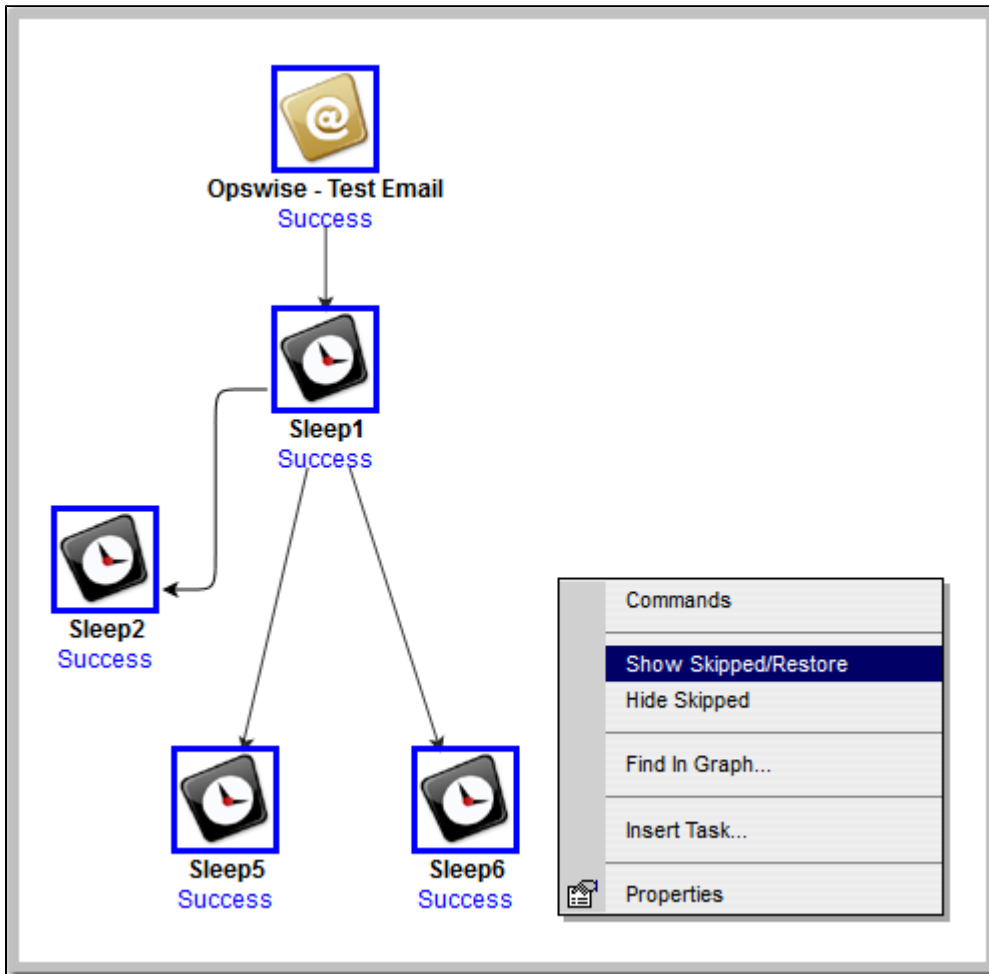 @
Opswise - Test Email
Success
Sleep1
Success
Sleep2
Success
Sleep5
Success
Sleep6
Success
Commands
Show Skipped/Restore
Hide Skipped
Find In Graph...
Insert Task...
Properties